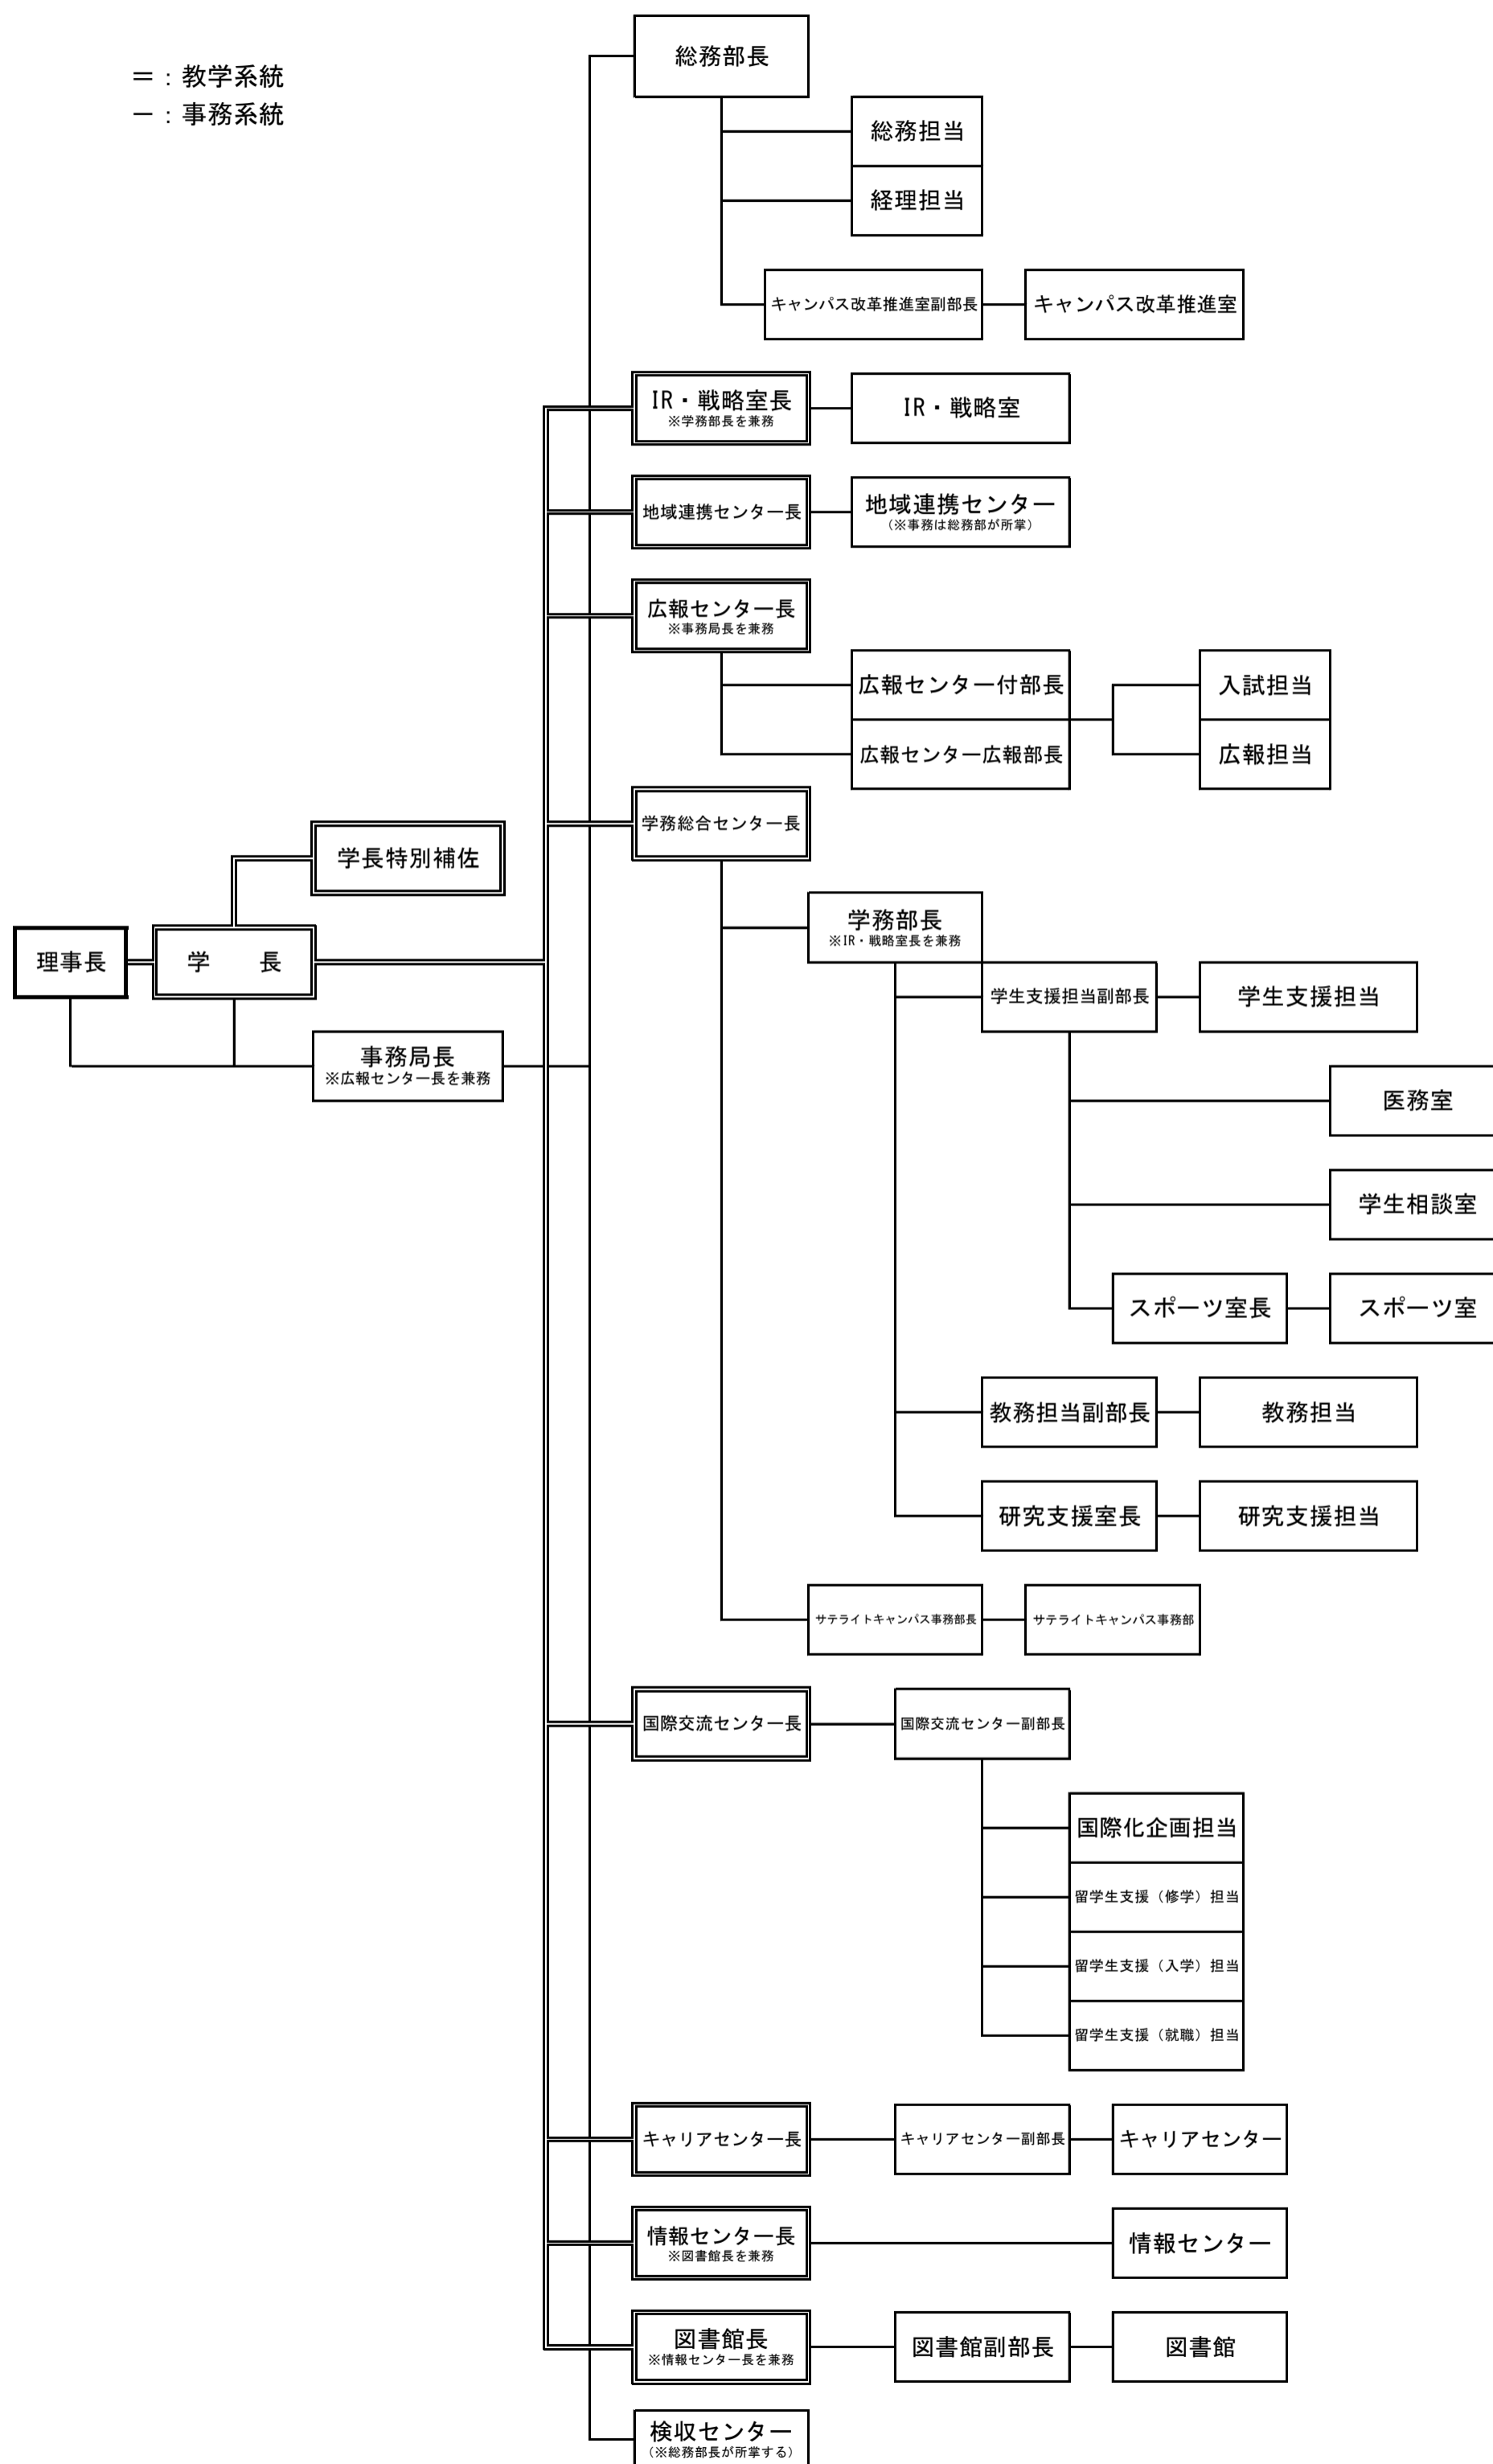 ＝：教学系統
－：事務系統
総務部長
総務担当
経理担当
キャンパス改革推進室副部長
キャンパス改革推進室
IR・戦略室長
※学務部長を兼務
IR・戦略室
地域連携センター長
地域連携センター
（※事務は総務部が所掌）
広報センター長
※事務局長を兼務
広報センター付部長
入試担当
広報センター広報部長
広報担当
学務総合センター長
学長特別補佐
学務部長
※IR・戦略室長を兼務
理事長
学　　長
学生支援担当副部長
学生支援担当
事務局長
※広報センター長を兼務
医務室
学生相談室
スポーツ室長
スポーツ室
教務担当副部長
教務担当
研究支援室長
研究支援担当
サテライトキャンパス事務部長
サテライトキャンパス事務部
国際交流センター長
国際交流センター副部長
国際化企画担当
留学生支援（修学）担当
留学生支援（入学）担当
留学生支援（就職）担当
キャリアセンター長
キャリアセンター副部長
キャリアセンター
情報センター長
※図書館長を兼務
情報センター
図書館長
※情報センター長を兼務
図書館副部長
図書館
検収センター
（※総務部長が所掌する）